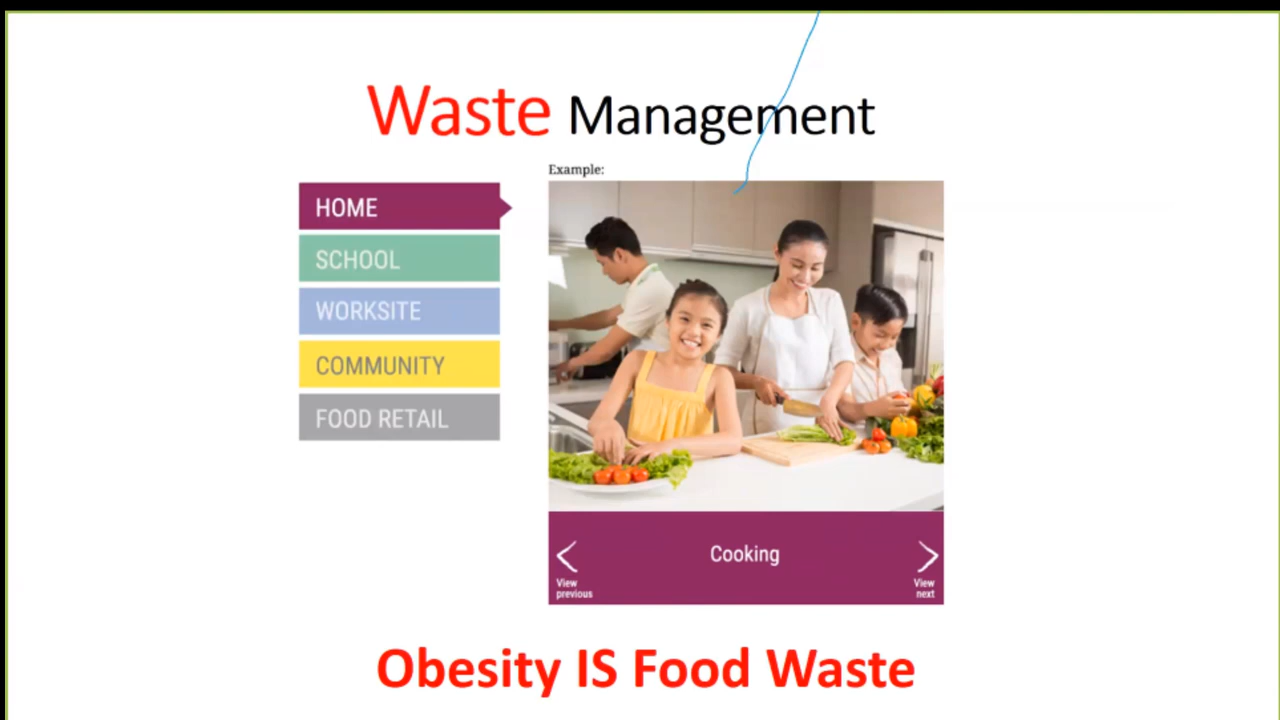 Waste Management
Example:
HOME
SCHOOL
WORKSITE
COMMUNITY
FOOD RETAIL
Cooking
View
previous
View
next
Obesity IS Food Waste